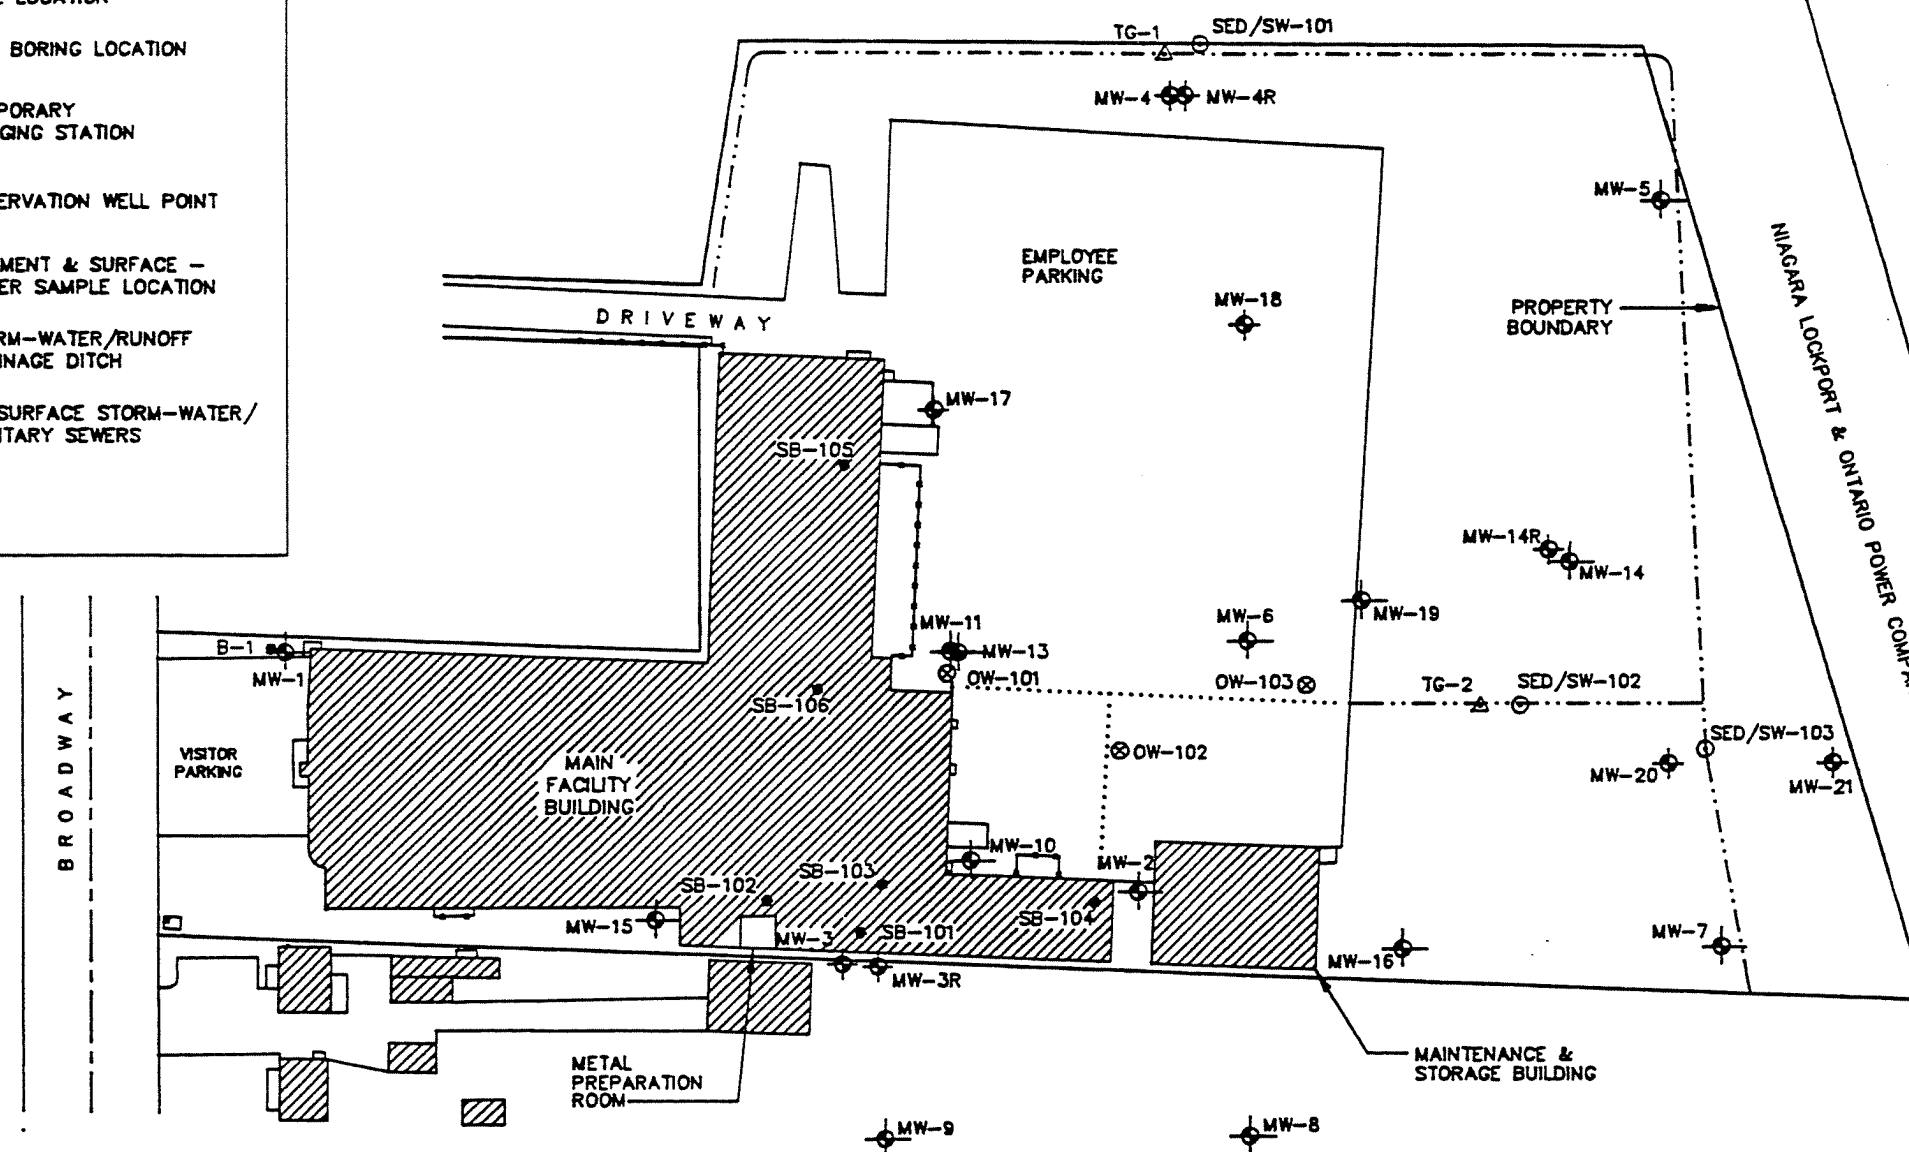 LOCATION
BORING LOCATION
PORARY
GING STATION
ERVATION WELL POINT
MENT & SURFACE –
ER SAMPLE LOCATION
RM–WATER/RUNOFF
INAGE DITCH
SURFACE STORM–WATER/
ITARY SEWERS
TG–1
SED/SW–101
MW–4
MW–4R
MW–5
EMPLOYEE
PARKING
MW–18
PROPERTY
BOUNDARY
NIAGARA LOCKPORT & ONTARIO POWER COMPA
DRIVEWAY
MW–17
SB–105
MW–14R
MW–14
MW–19
MW–6
MW–11
MW–13
B–1
MW–1
OW–101
OW–103
TG–2
SED/SW–102
SB–106
BROADWAY
VISITOR
PARKING
MAIN
FACILITY
BUILDING
OW–102
SED/SW–103
MW–20
MW–21
MW–10
MW–2
SB–103
SB–102
SB–104
MW–15
MW–3
SB–101
MW–7
MW–16
MW–3R
METAL
PREPARATION
ROOM
MAINTENANCE &
STORAGE BUILDING
MW–9
MW–8